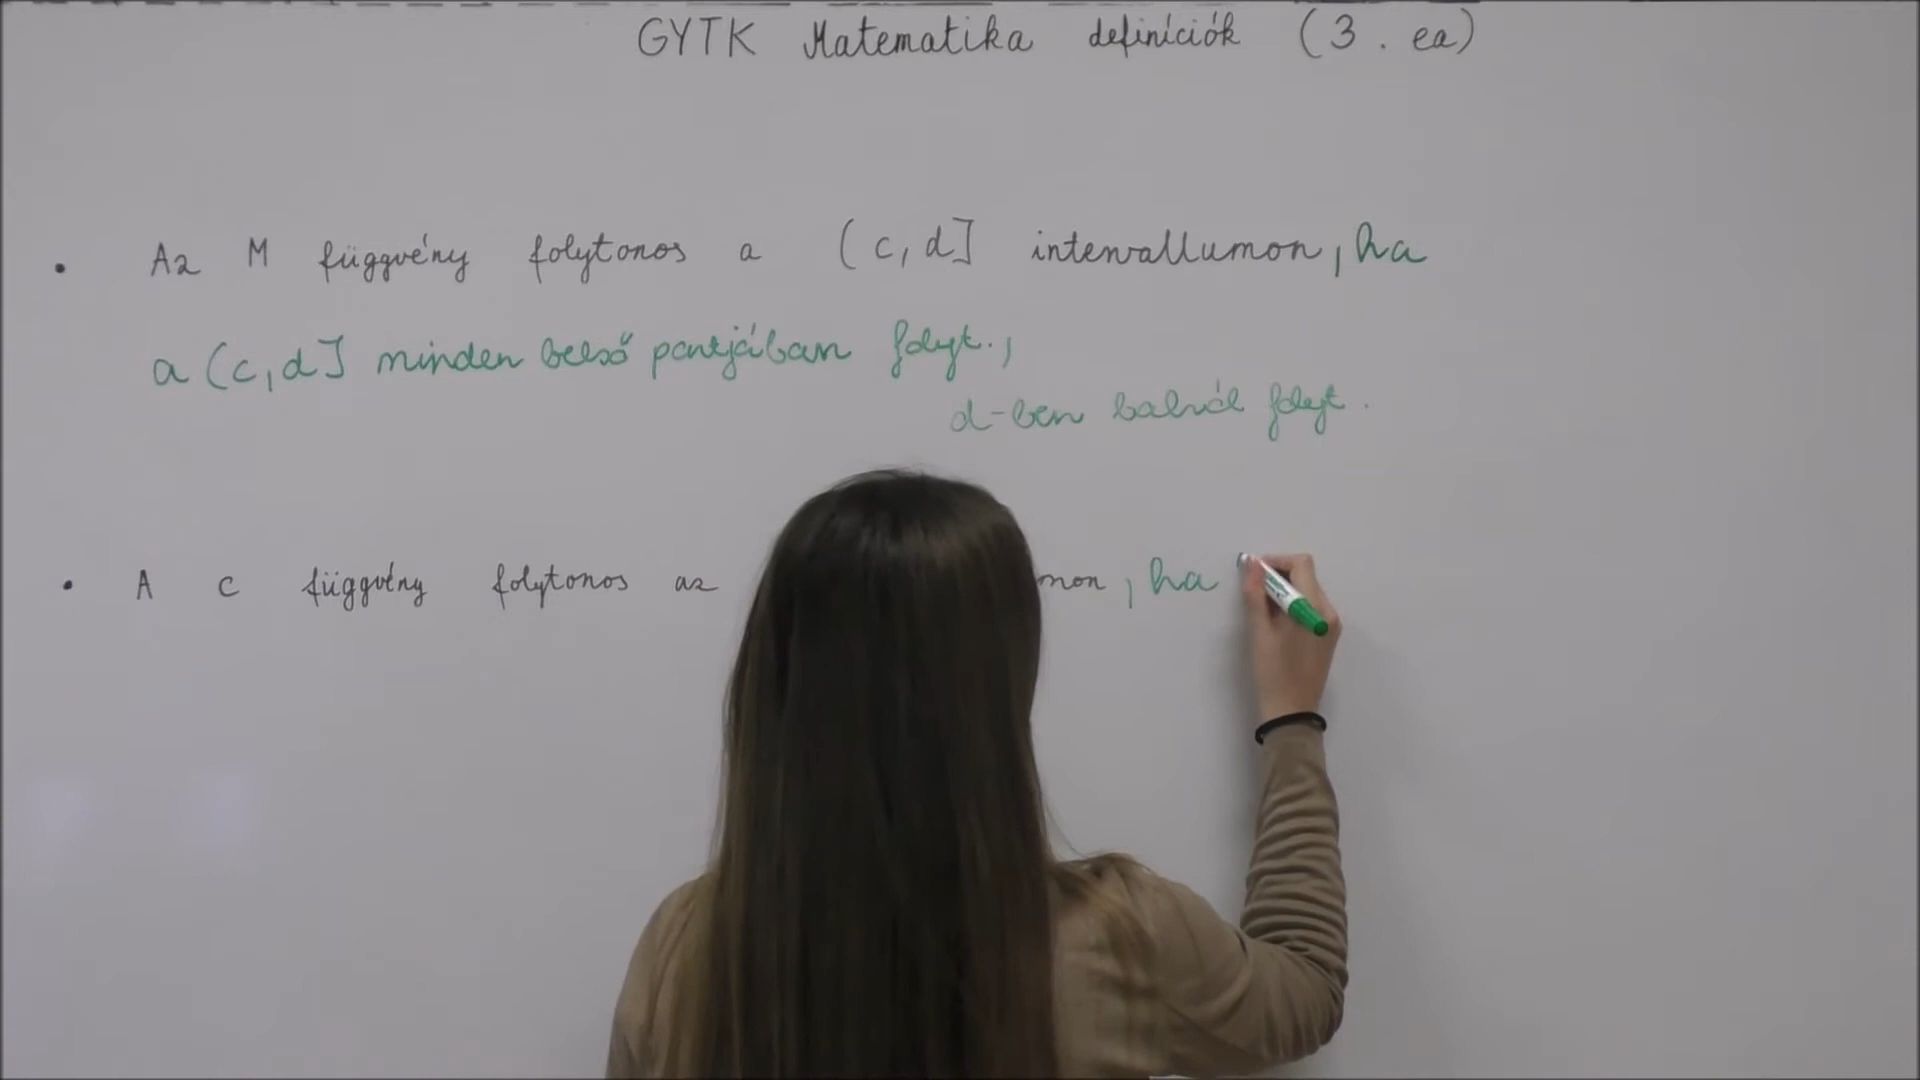 GYTK Matematika definíciók (3. ea)
• Az M függvény folytonos a (c, d] intervallumon, ha
a (c, d] minden belső pontjában folyt.,
d-ben balról folyt.
• A c függvény folytonos az mon, ha